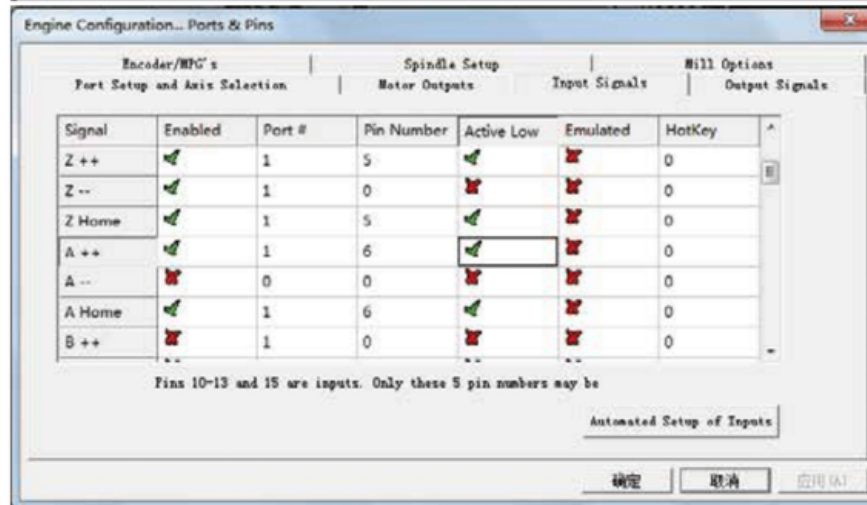 Engine Configuration... Ports & Pins
Encoder/MPG's Spindle Setup Mill Options
Port Setup and Axis Selection Motor Outputs Input Signals Output Signals
Signal Enabled Port # Pin Number Active Low Emulated HotKey
Z ++ 1 5 0
Z -- 1 0 0
Z Home 1 5 0
A ++ 1 6 0
A -- 0 0 0
A Home 1 6 0
B ++ 1 0 0
Pins 10-13 and 15 are inputs. Only these 5 pin numbers may be
Automated Setup of Inputs
确定 取消 应用(A)